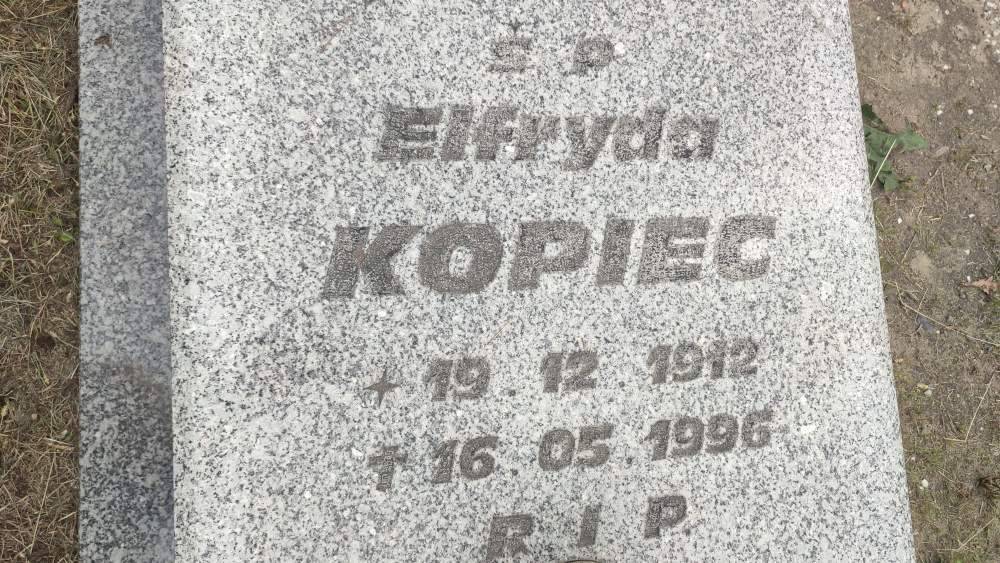 Ś P
Elfryda
KOPIEC
19 12 1912
16 05 1996
R I P